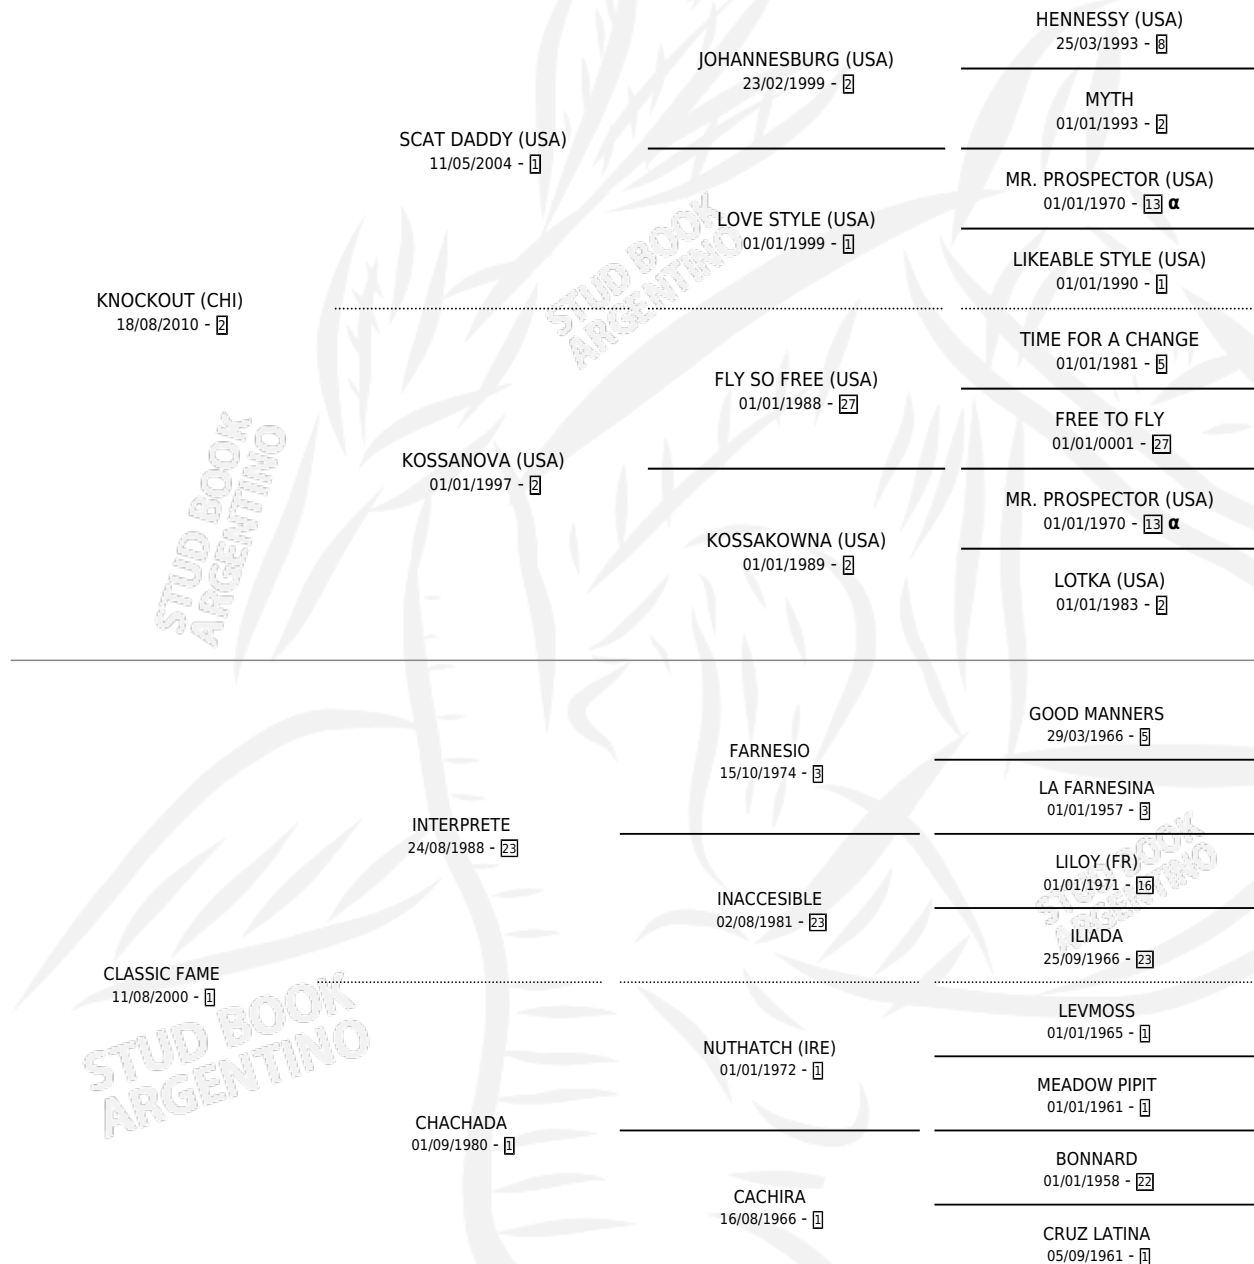 HENNESSY (USA)
25/03/1993 - 8
JOHANNESBURG (USA)
23/02/1999 - 2
MYTH
01/01/1993 - 2
SCAT DADDY (USA)
11/05/2004 - 1
MR. PROSPECTOR (USA)
01/01/1970 - 13 α
LOVE STYLE (USA)
01/01/1999 - 1
LIKEABLE STYLE (USA)
01/01/1990 - 1
KNOCKOUT (CHI)
18/08/2010 - 2
TIME FOR A CHANGE
01/01/1981 - 5
FLY SO FREE (USA)
01/01/1988 - 27
FREE TO FLY
01/01/0001 - 27
KOSSANOVA (USA)
01/01/1997 - 2
MR. PROSPECTOR (USA)
01/01/1970 - 13 α
KOSSAKOWNA (USA)
01/01/1989 - 2
LOTKA (USA)
01/01/1983 - 2
GOOD MANNERS
29/03/1966 - 5
FARNESIO
15/10/1974 - 3
LA FARNESINA
01/01/1957 - 3
INTERPRETE
24/08/1988 - 23
LILOY (FR)
01/01/1971 - 16
INACCESIBLE
02/08/1981 - 23
ILIADA
25/09/1966 - 23
CLASSIC FAME
11/08/2000 - 1
LEVMOSS
01/01/1965 - 1
NUTHATCH (IRE)
01/01/1972 - 1
MEADOW PIPIT
01/01/1961 - 1
CHACHADA
01/09/1980 - 1
BONNARD
01/01/1958 - 22
CACHIRA
16/08/1966 - 1
CRUZ LATINA
05/09/1961 - 1
STUD BOOK
ARGENTINO
STUD BOOK
ARGENTINO
STUD BOOK
ARGENTINO
STUD BOOK
ARGENTINO